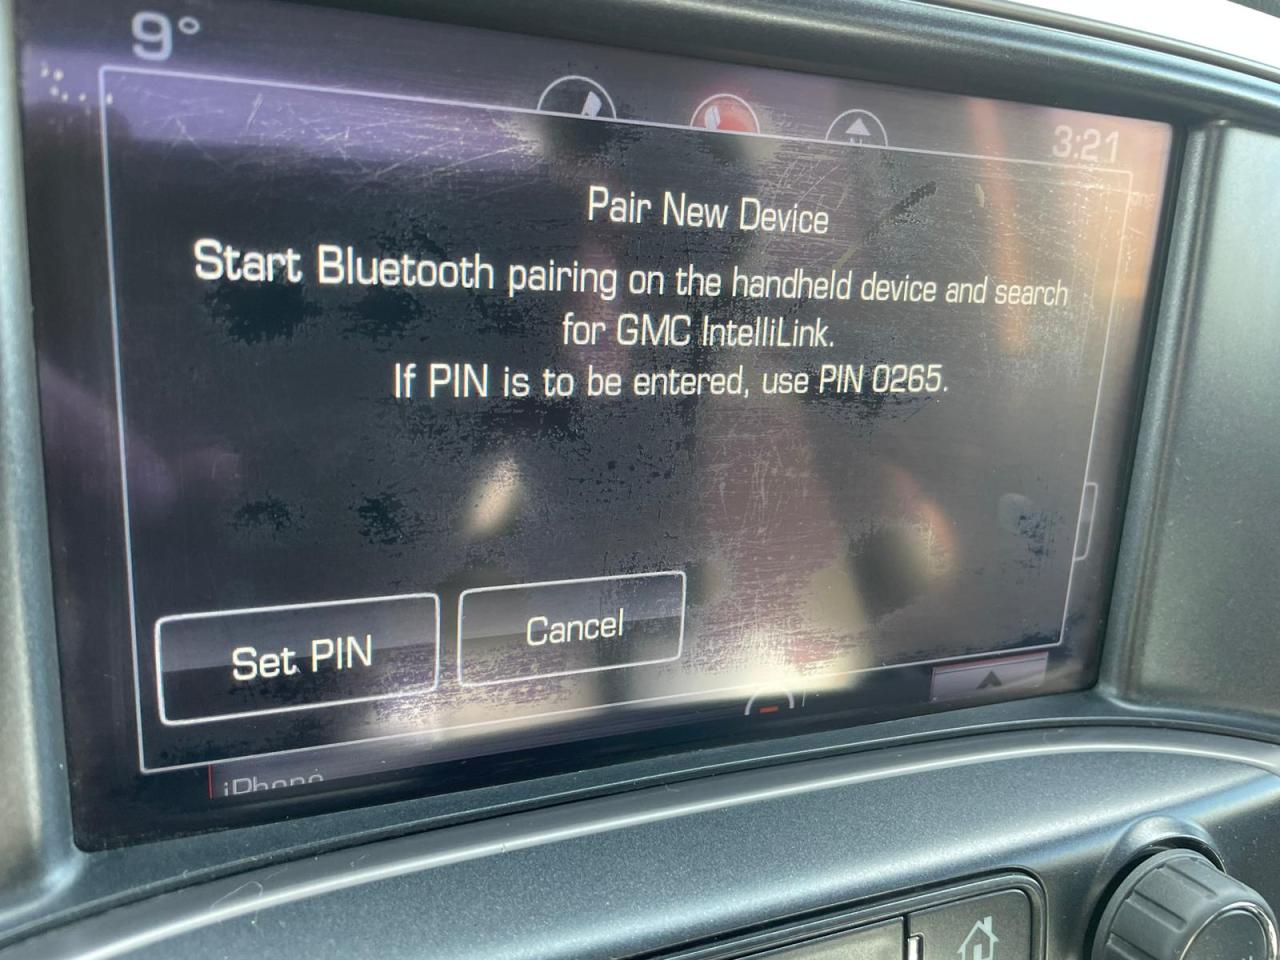 9°
3:21
Pair New Device
Start Bluetooth pairing on the handheld device and search
for GMC IntelliLink.
If PIN is to be entered, use PIN 0265.
Set PIN
Cancel
iPhone